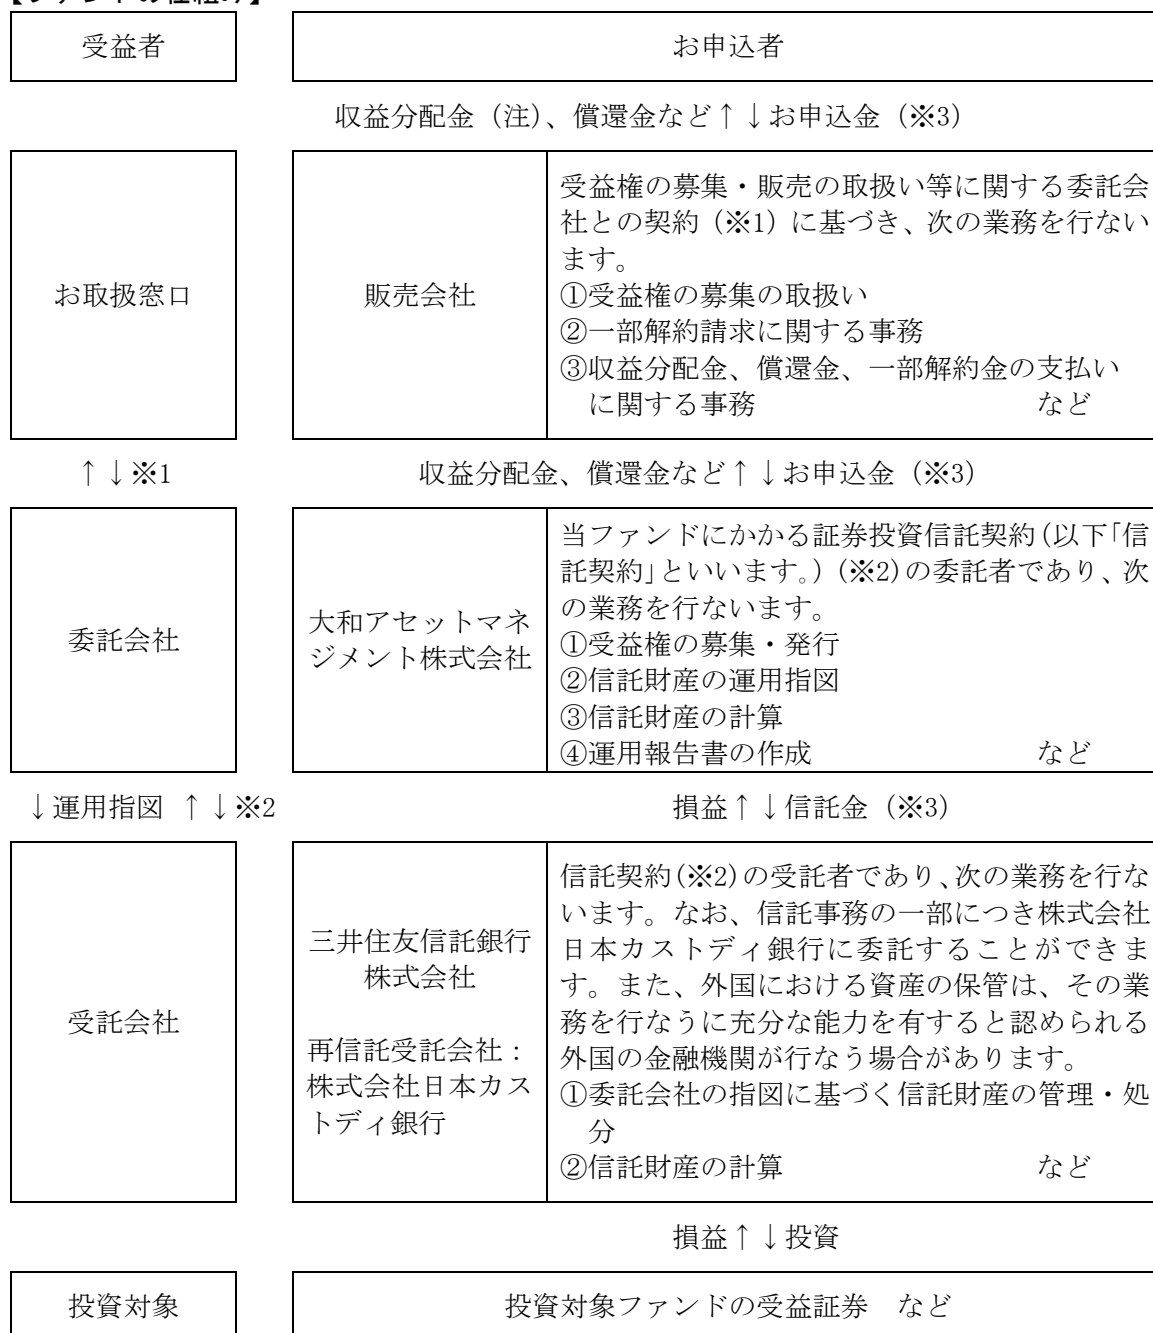 【ファンドの仕組み】
受益者
お申込者
収益分配金（注）、償還金など↑↓お申込金（※3）
お取扱窓口
販売会社
受益権の募集・販売の取扱い等に関する委託会
社との契約（※1）に基づき、次の業務を行ない
ます。
①受益権の募集の取扱い
②一部解約請求に関する事務
③収益分配金、償還金、一部解約金の支払い
に関する事務　など
↑↓※1
収益分配金、償還金など↑↓お申込金（※3）
委託会社
大和アセットマネ
ジメント株式会社
当ファンドにかかる証券投資信託契約(以下「信
託契約」といいます。）(※2)の委託者であり、次
の業務を行ないます。
①受益権の募集・発行
②信託財産の運用指図
③信託財産の計算
④運用報告書の作成　など
↓運用指図 ↑↓※2
損益↑↓信託金（※3）
受託会社
三井住友信託銀行
株式会社
再信託受託会社：
株式会社日本カス
トディ銀行
信託契約(※2)の受託者であり、次の業務を行な
います。なお、信託事務の一部につき株式会社
日本カストディ銀行に委託することができま
す。また、外国における資産の保管は、その業
務を行なうに充分な能力を有すると認められる
外国の金融機関が行なう場合があります。
①委託会社の指図に基づく信託財産の管理・処
分
②信託財産の計算　など
損益↑↓投資
投資対象
投資対象ファンドの受益証券　など